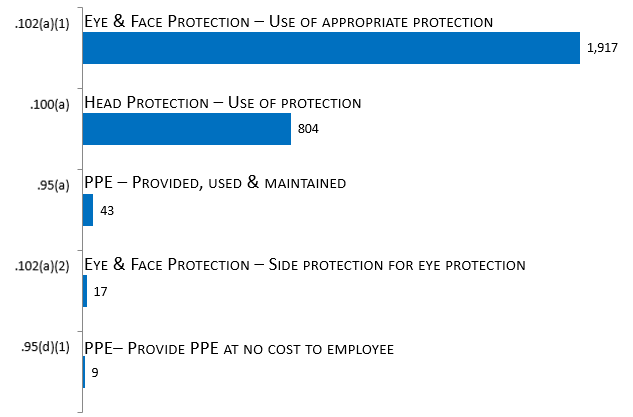 .102(a)(1) Eye & Face Protection – Use of appropriate protection
1,917
.100(a) Head Protection – Use of protection
804
.95(a) PPE – Provided, used & maintained
43
.102(a)(2) Eye & Face Protection – Side protection for eye protection
17
.95(d)(1) PPE– Provide PPE at no cost to employee
9